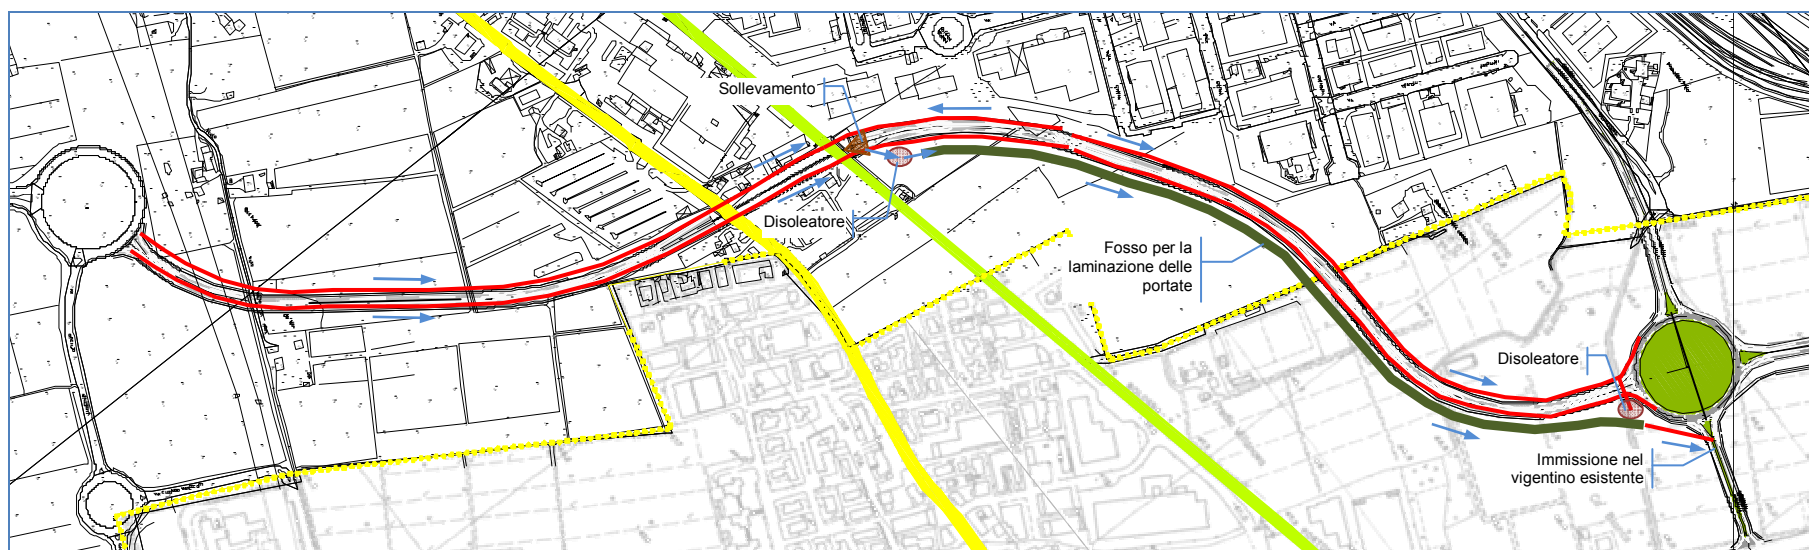 Sollevamento
Disoleatore
Fosso per la
laminazione delle
portate
Disoleatore
Immissione nel
vigentino esistente